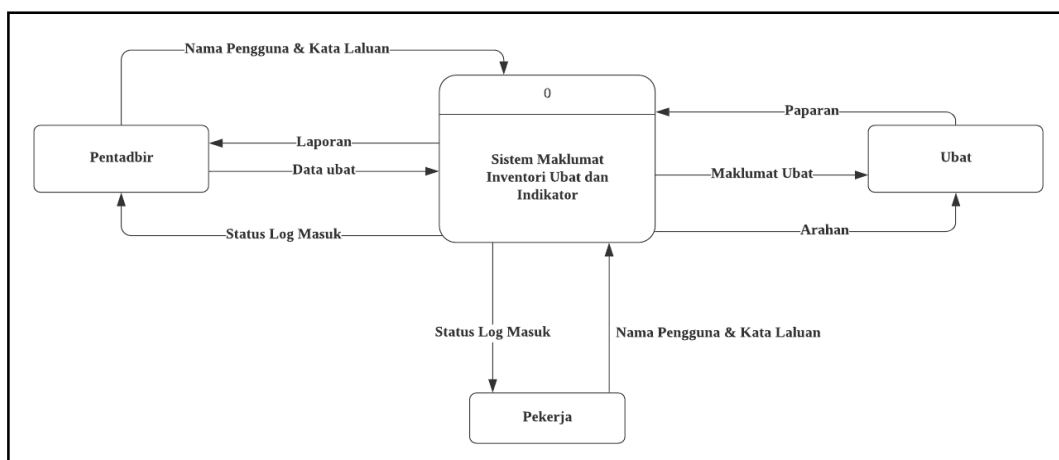 Nama Pengguna & Kata Laluan
0
Paparan
Laporan
Pentadbir
Sistem Maklumat
Inventori Ubat dan
Indikator
Ubat
Data ubat
Maklumat Ubat
Status Log Masuk
Arahan
Status Log Masuk
Nama Pengguna & Kata Laluan
Pekerja